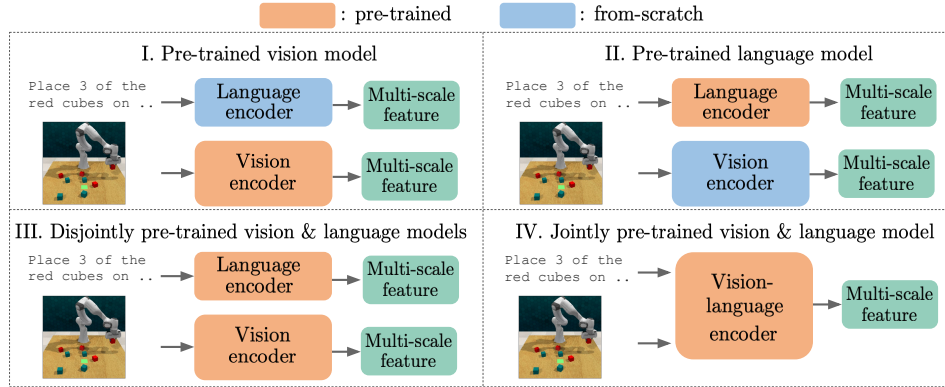 : pre-trained
: from-scratch
I. Pre-trained vision model
Place 3 of the
red cubes on ..
Language
encoder
Multi-scale
feature
Vision
encoder
Multi-scale
feature
II. Pre-trained language model
Place 3 of the
red cubes on ..
Language
encoder
Multi-scale
feature
Vision
encoder
Multi-scale
feature
III. Disjointly pre-trained vision & language models
Place 3 of the
red cubes on ..
Language
encoder
Multi-scale
feature
Vision
encoder
Multi-scale
feature
IV. Jointly pre-trained vision & language model
Place 3 of the
red cubes on ..
Vision-
language
encoder
Multi-scale
feature